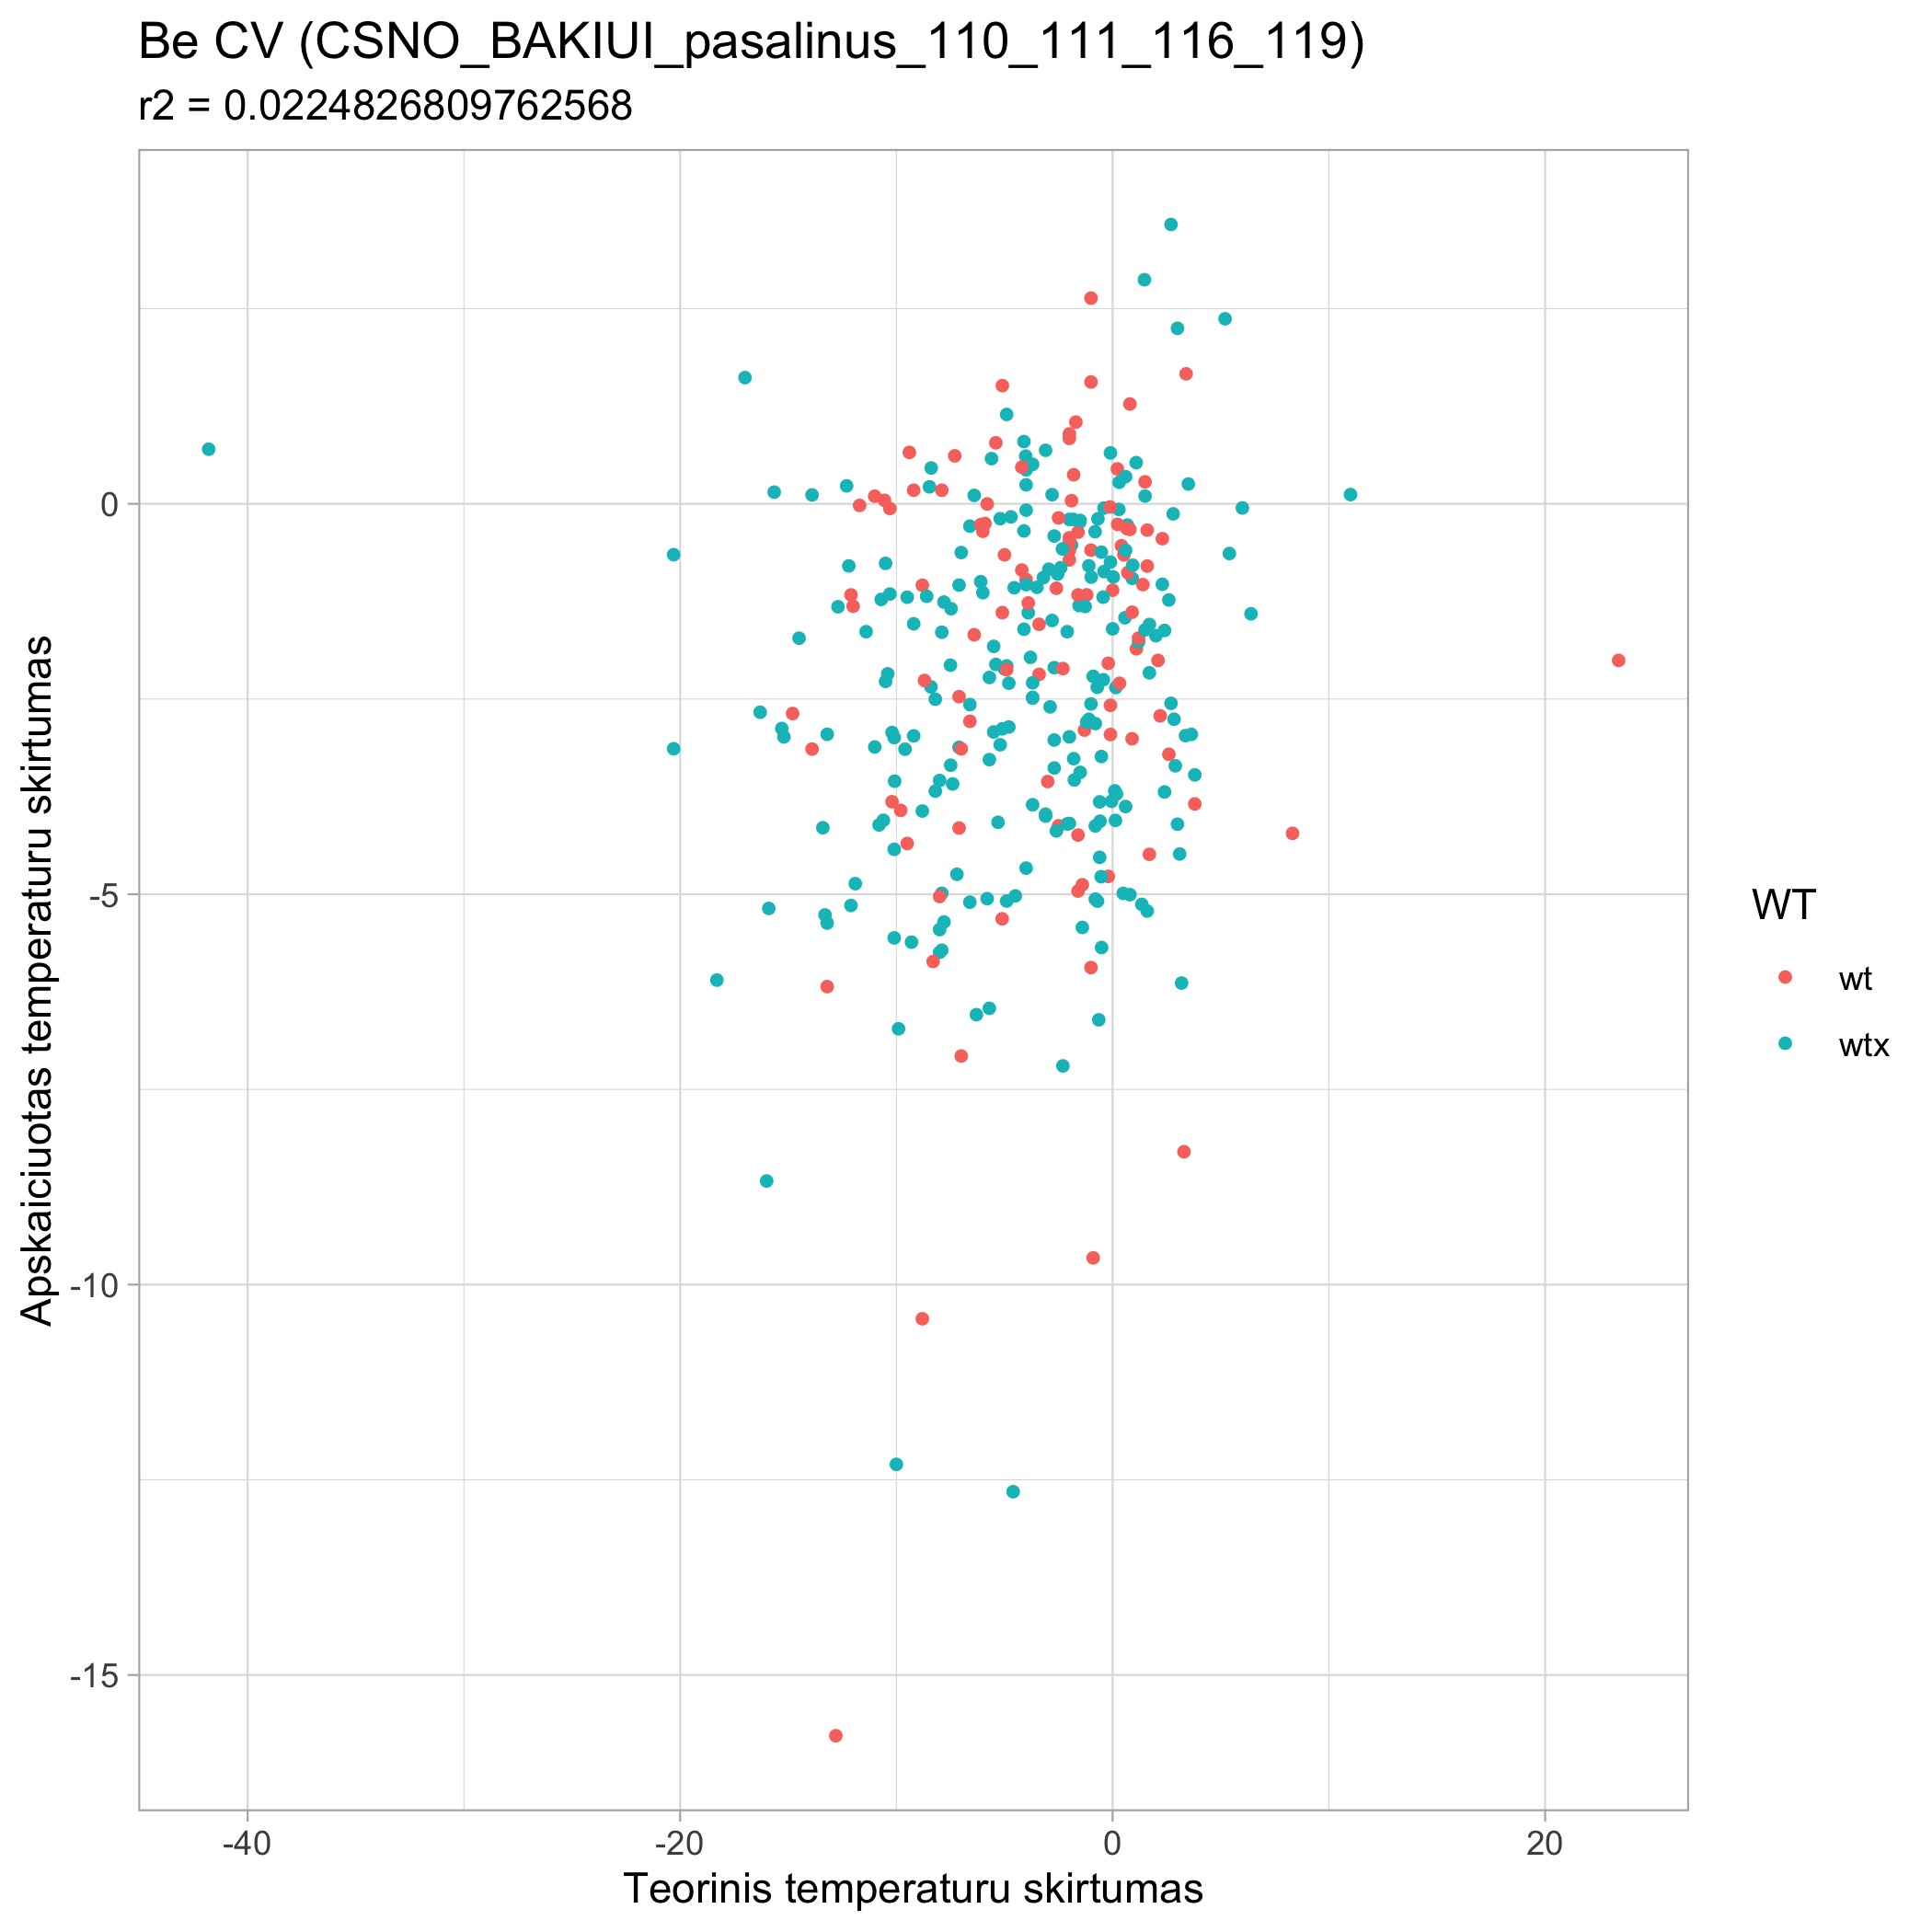 Be CV (CSNO_BAKIUI_pasalinus_110_111_116_119)
r2 = 0.0224826809762568
Apskaiciuotas temperaturu skirtumas
0
-5
-10
-15
-40
-20
0
20
Teorinis temperaturu skirtumas
WT
wt
wtx